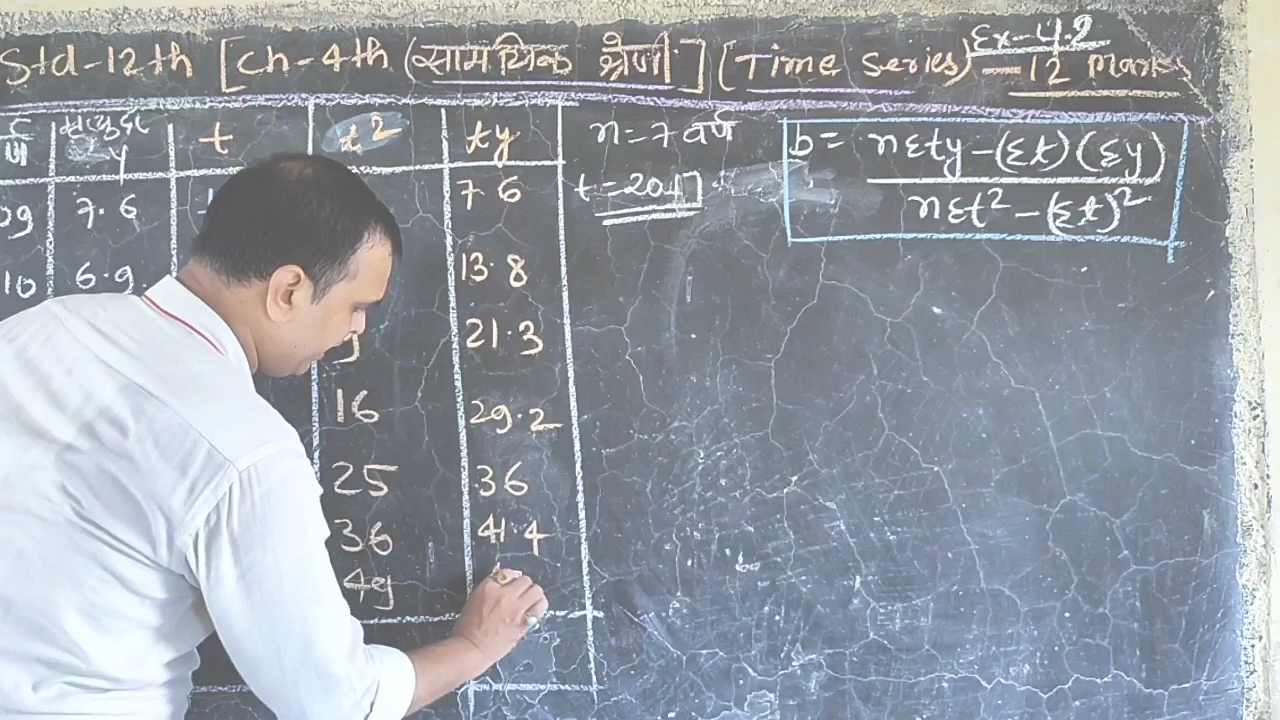 Std-12th [Ch-4th (सामयिक श्रेणी] (Time Series) Ex-4.2
12 Marks
y t t2 ty n = 7 वर्ष b = nΣty-(Σt)(Σy)
nΣt2-(Σt)2
09 7.6 7.6 t = 2017
10 6.9 13.8
9 21.3
16 29.2
25 36
36 41.4
49